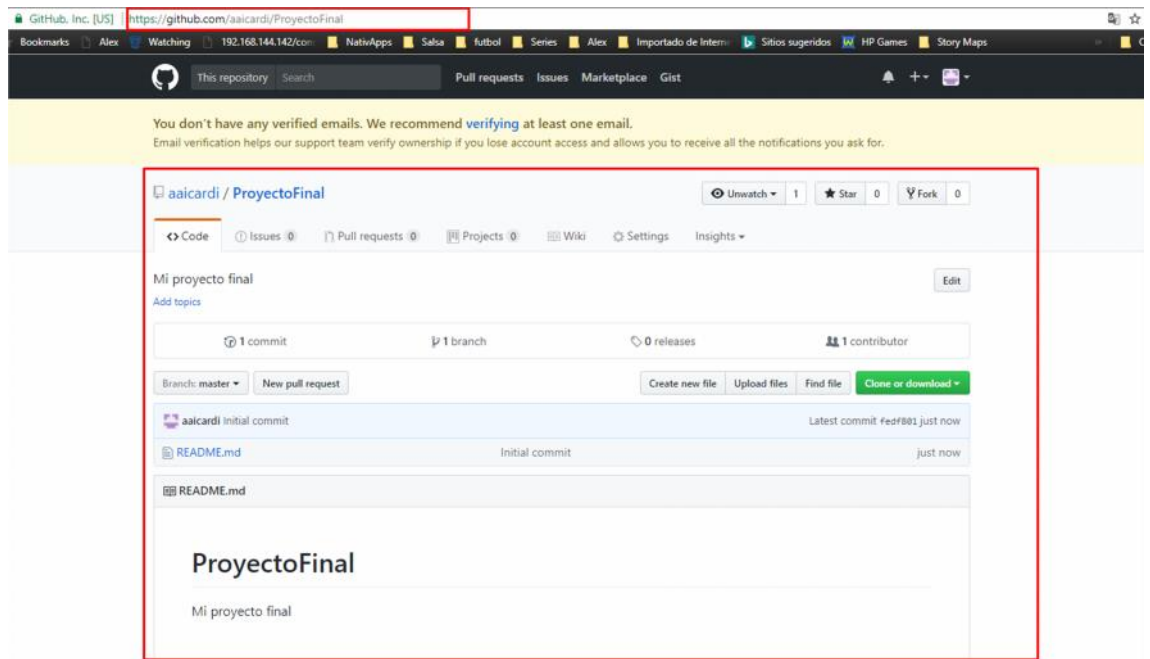 GitHub, Inc. [US] https://github.com/aaicardi/ProyectoFinal
Bookmarks Alex Watching 192.168.144.142/con NativApps Salsa futbol Series Alex Importado de Intern Sitios sugeridos HP Games Story Maps
This repository Search Pull requests Issues Marketplace Gist
You don't have any verified emails. We recommend verifying at least one email.
Email verification helps our support team verify ownership if you lose account access and allows you to receive all the notifications you ask for.
aaicardi / ProyectoFinal Unwatch 1 Star 0 Fork 0
Code Issues 0 Pull requests 0 Projects 0 Wiki Settings Insights
Mi proyecto final Edit
Add topics
1 commit 1 branch 0 releases 1 contributor
Branch: master New pull request Create new file Upload files Find file Clone or download
aaicardi Initial commit Latest commit fedf801 just now
README.md Initial commit just now
README.md
ProyectoFinal
Mi proyecto final